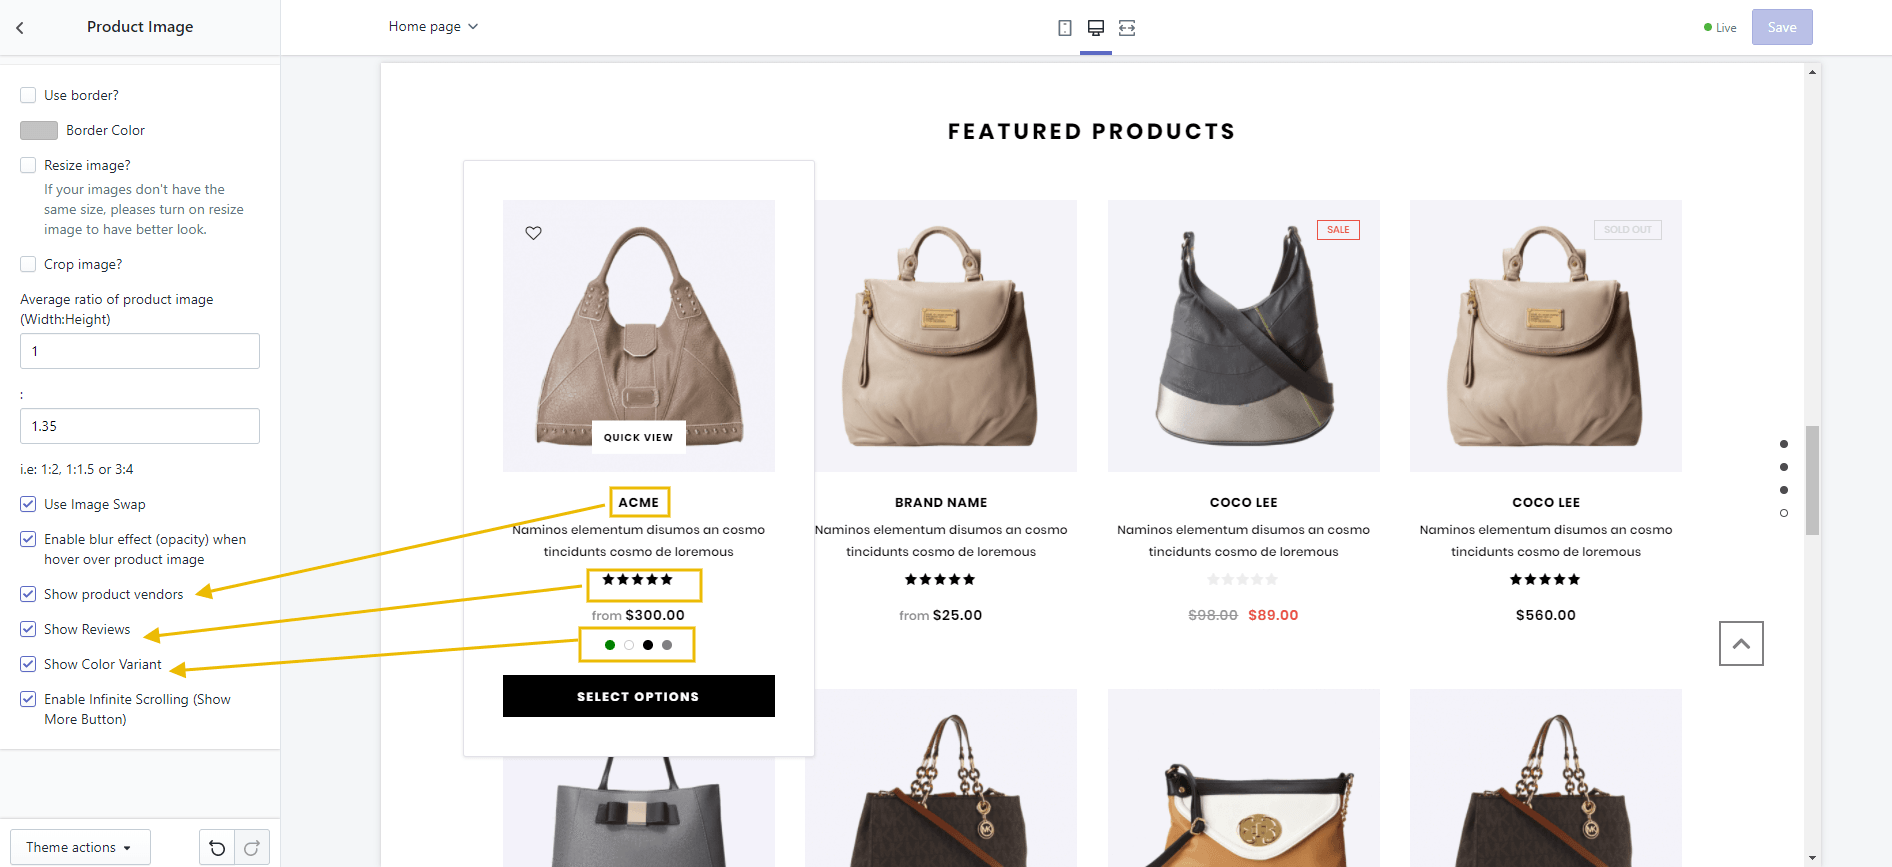 Product Image
Home page
Live
Save
Use border?
Border Color
Resize image?
If your images don't have the
same size, pleases turn on resize
image to have better look.
Crop image?
Average ratio of product image
(Width:Height)
1
:
1.35
i.e: 1:2, 1:1.5 or 3:4
Use Image Swap
Enable blur effect (opacity) when
hover over product image
Show product vendors
Show Reviews
Show Color Variant
Enable Infinite Scrolling (Show
More Button)
Theme actions
FEATURED PRODUCTS
QUICK VIEW
ACME
Naminos elementum disumos an cosmo
tincidunts cosmo de loremous
from $300.00
SELECT OPTIONS
BRAND NAME
Naminos elementum disumos an cosmo
tincidunts cosmo de loremous
from $25.00
SALE
COCO LEE
Naminos elementum disumos an cosmo
tincidunts cosmo de loremous
$98.00 $89.00
SOLD OUT
COCO LEE
Naminos elementum disumos an cosmo
tincidunts cosmo de loremous
$560.00
MK
MK